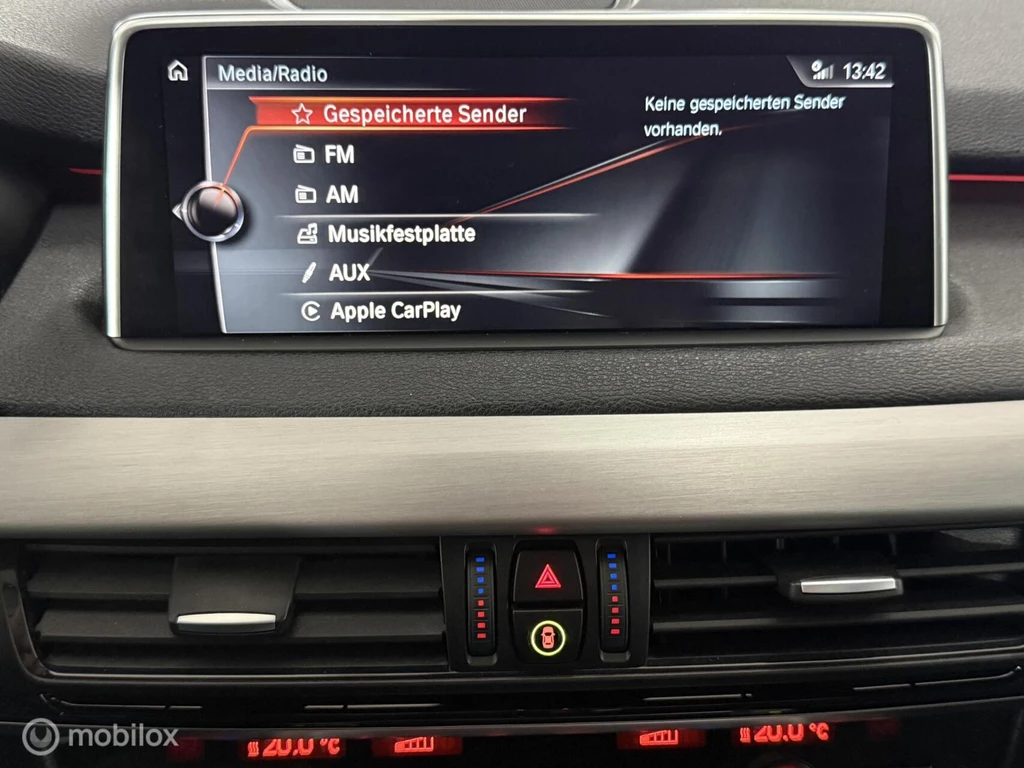 Media/Radio
13:42
Gespeicherte Sender
Keine gespeicherten Sender
vorhanden.
FM
AM
Musikfestplatte
AUX
Apple CarPlay
20.0 °C
20.0 °C
mobilox